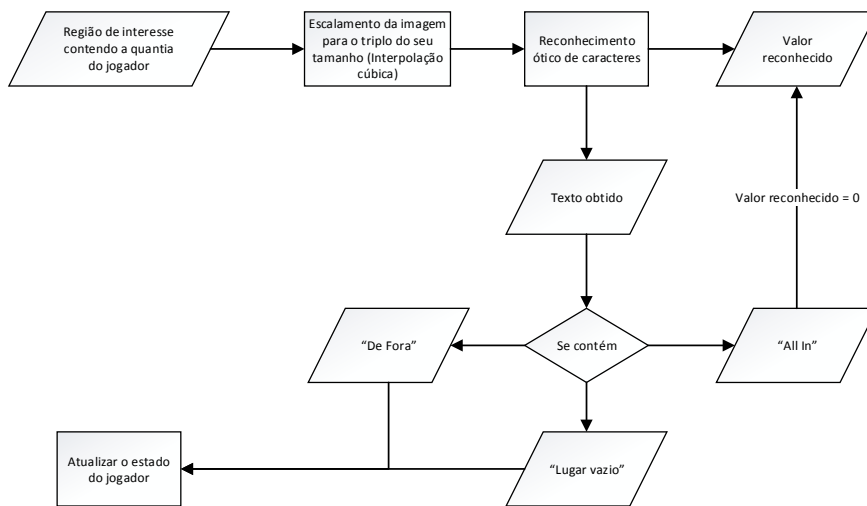 Região de interesse
contendo a quantia
do jogador
Escalamento da imagem
para o triplo do seu
tamanho (Interpolação
cúbica)
Reconhecimento
ótico de caracteres
Valor
reconhecido
Texto obtido
Valor reconhecido = 0
“De Fora”
Se contém
“All In”
Atualizar o estado
do jogador
“Lugar vazio”